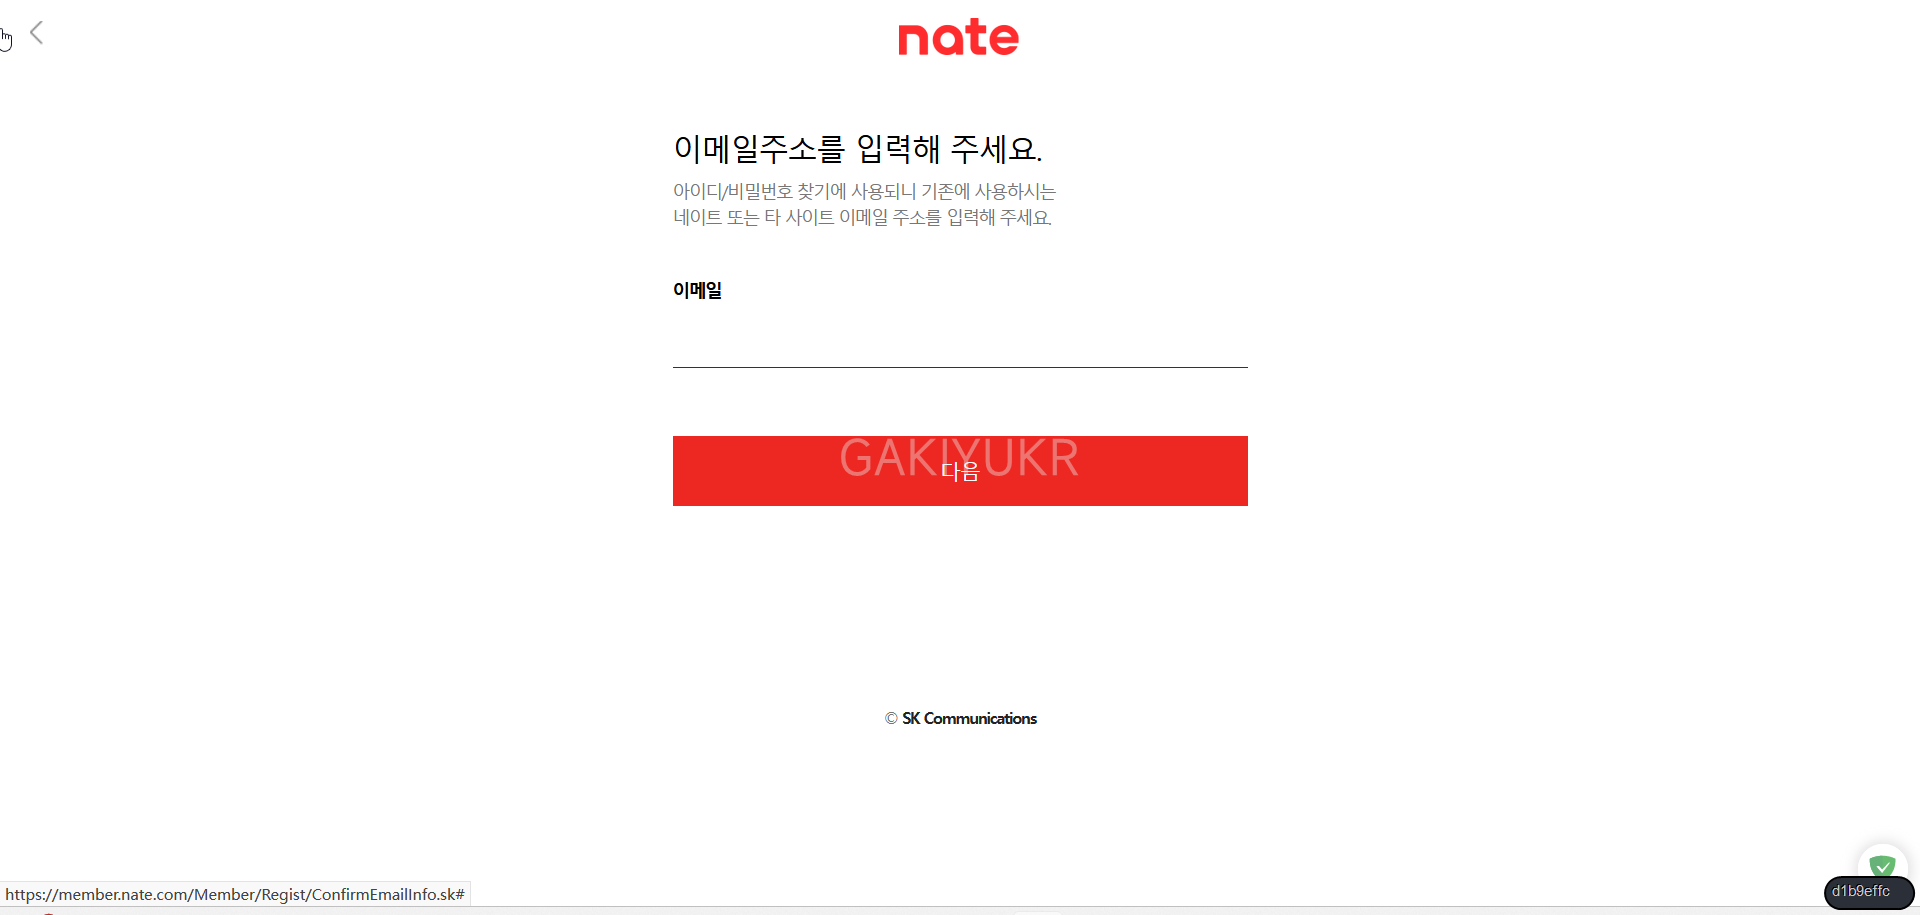 nate
이메일주소를 입력해 주세요.
아이디/비밀번호 찾기에 사용되니 기존에 사용하시는
네이트 또는 타 사이트 이메일 주소를 입력해 주세요.
이메일
GAKIYUKR
다음
© SK Communications
d1b9effc
https://member.nate.com/Member/Regist/ConfirmEmailInfo.sk#